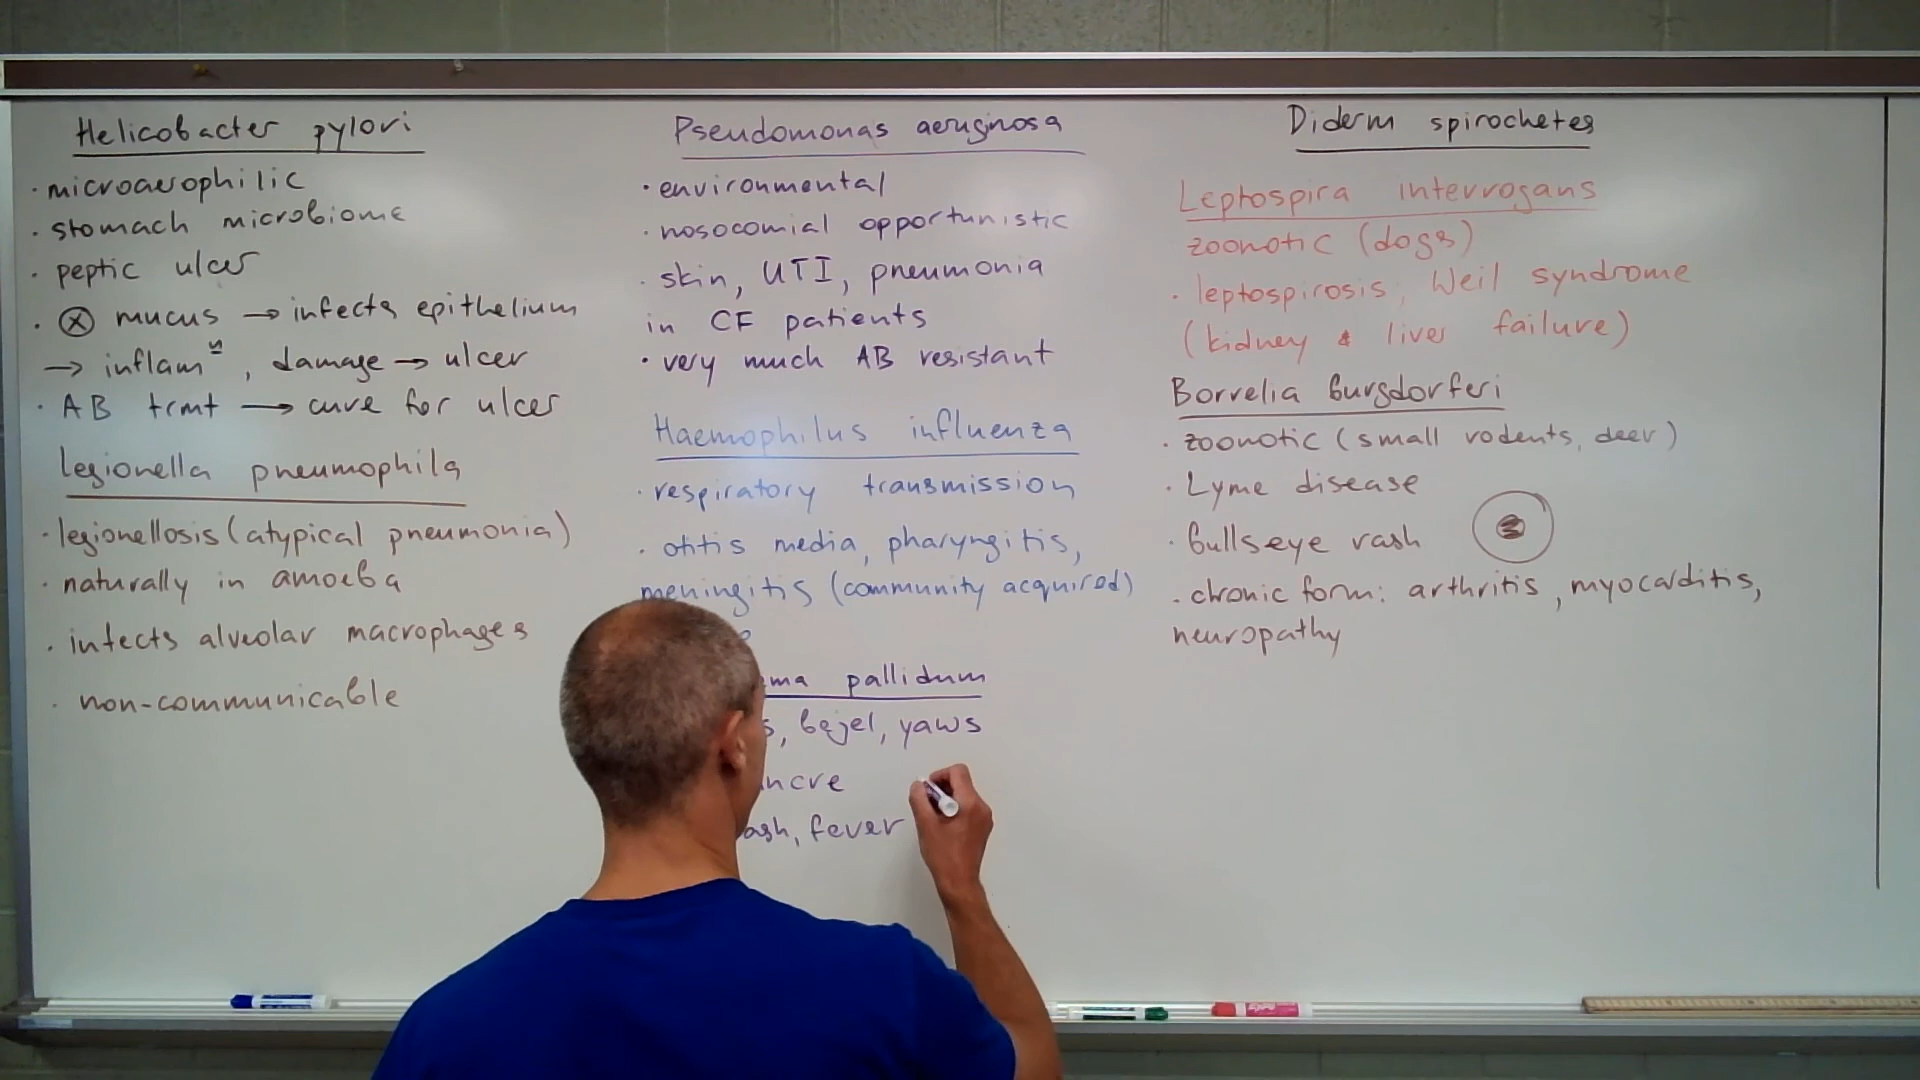 Helicobacter pylori
· microaerophilic
· stomach microbiome
· peptic ulcer
· ⓧ mucus → infects epithelium
→ inflamⁿ, damage → ulcer
· AB trmt → cure for ulcer
Legionella pneumophila
· legionellosis (atypical pneumonia)
· naturally in amoeba
· infects alveolar macrophages
· non-communicable
Pseudomonas aeruginosa
· environmental
· nosocomial opportunistic
· skin, UTI, pneumonia
in CF patients
· very much AB resistant
Haemophilus influenza
· respiratory transmission
· otitis media, pharyngitis,
meningitis (community acquired)
ma pallidum
s, bejel, yaws
ncre
ash, fever
Diderm spirochetes
Leptospira interrogans
zoonotic (dogs)
· leptospirosis, Weil syndrome
(kidney & liver failure)
Borrelia burgdorferi
· zoonotic (small rodents, deer)
· Lyme disease
· bullseye rash
· chronic form: arthritis, myocarditis,
neuropathy